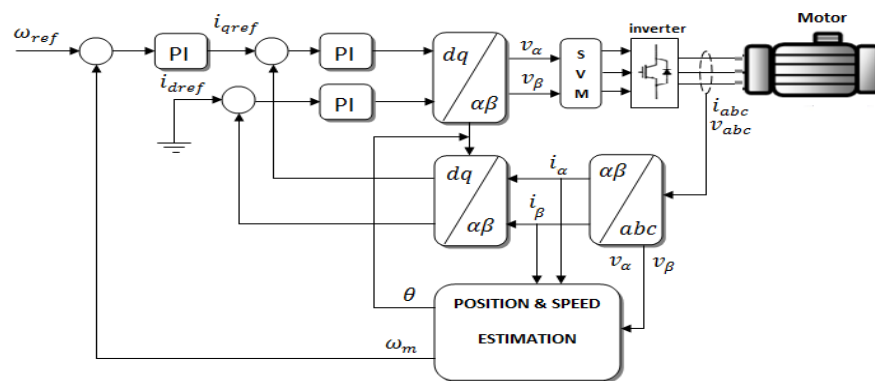 ω_ref
PI
i_qref
PI
dq
αβ
v_α
v_β
S
V
M
inverter
Motor
i_dref
PI
i_abc
v_abc
dq
αβ
i_α
i_β
αβ
abc
v_α
v_β
θ
ω_m
POSITION & SPEED
ESTIMATION